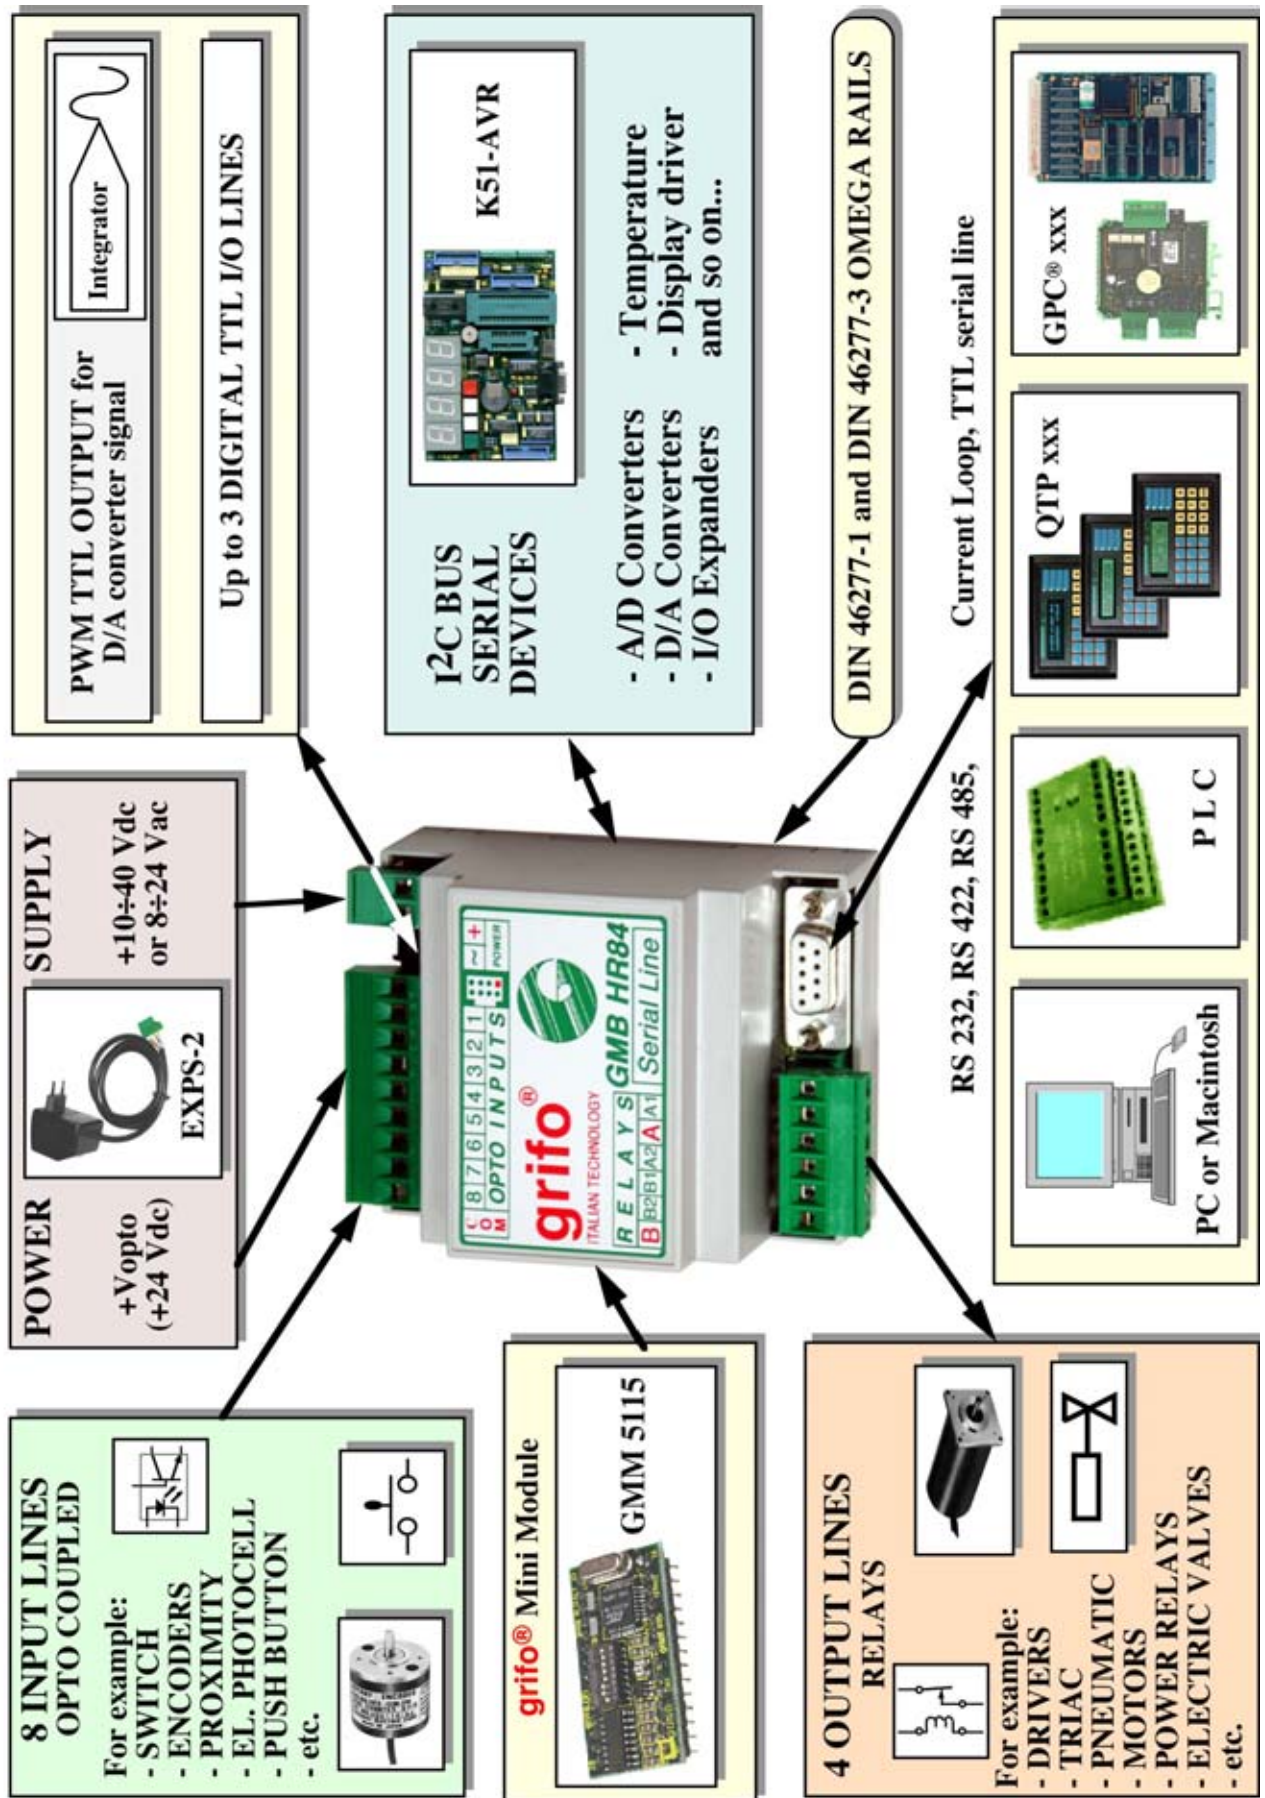 8 INPUT LINES
OPTO COUPLED
For example:
- SWITCH
- ENCODERS
- PROXIMITY
- EL. PHOTOCELL
- PUSH BUTTON
- etc.
POWER
SUPPLY
+Vopto
(+24 Vdc)
EXPS-2
+10÷40 Vdc
or 8÷24 Vac
PWM TTL OUTPUT for
D/A converter signal
Integrator
Up to 3 DIGITAL TTL I/O LINES
grifo® Mini Module
GMM 5115
C O M 8 7 6 5 4 3 2 1
OPTO INPUTS
~ +
POWER
grifo®
ITALIAN TECHNOLOGY
RELAYS
GMB HR84
B B2 B1 A2 A A1
Serial Line
I²C BUS
SERIAL
DEVICES
K51-AVR
- A/D Converters
- D/A Converters
- I/O Expanders
- Temperature
- Display driver
and so on...
DIN 46277-1 and DIN 46277-3 OMEGA RAILS
4 OUTPUT LINES
RELAYS
For example:
- DRIVERS
- TRIAC
- PNEUMATIC
- MOTORS
- POWER RELAYS
- ELECTRIC VALVES
- etc.
RS 232, RS 422, RS 485,
Current Loop, TTL serial line
PC or Macintosh
P L C
QTP xxx
GPC® xxx